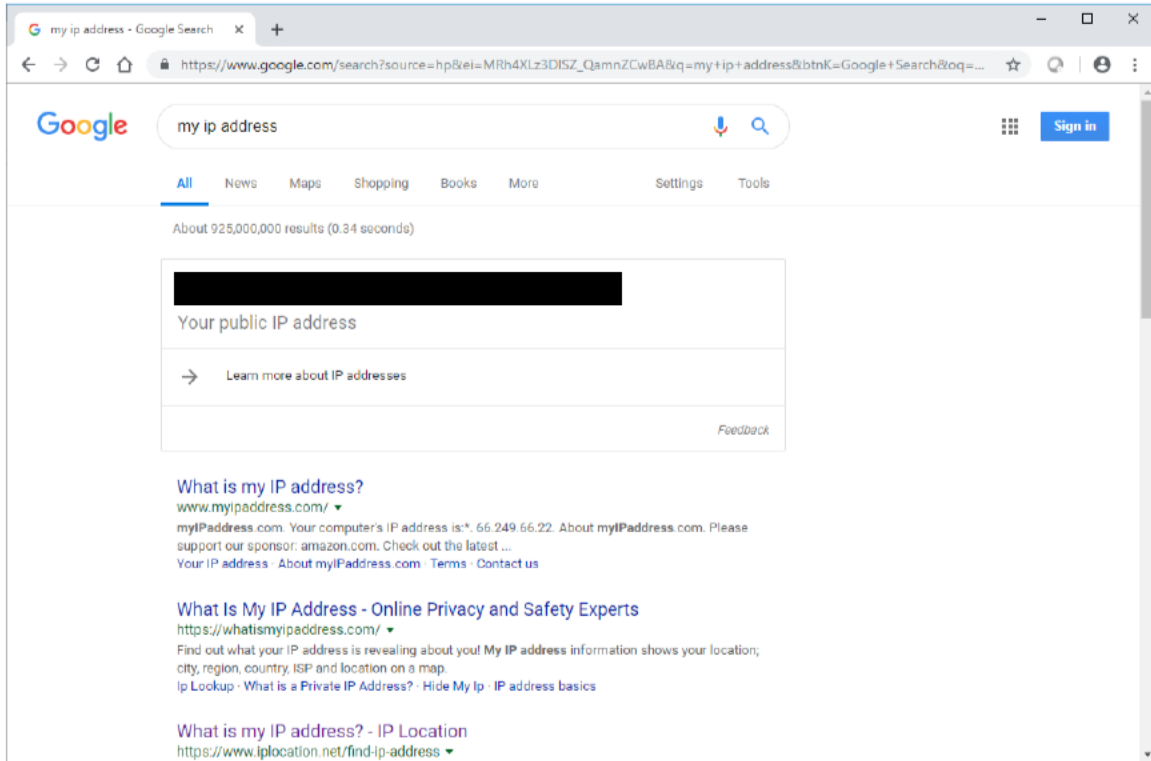 my ip address - Google Search
https://www.google.com/search?source=hp&ei=MRh4XLz3DISZ_QamnZCwBA&q=my+ip+address&btnK=Google+Search&oq=...
Google
my ip address
Sign in
All News Maps Shopping Books More Settings Tools
About 925,000,000 results (0.34 seconds)
Your public IP address
Learn more about IP addresses
Feedback
What is my IP address?
www.myipaddress.com/
myIPaddress.com. Your computer's IP address is:*. 66.249.66.22. About myIPaddress.com. Please
support our sponsor: amazon.com. Check out the latest ...
Your IP address · About myIPaddress.com · Terms · Contact us
What Is My IP Address - Online Privacy and Safety Experts
https://whatismyipaddress.com/
Find out what your IP address is revealing about you! My IP address information shows your location;
city, region, country, ISP and location on a map.
Ip Lookup · What is a Private IP Address? · Hide My Ip · IP address basics
What is my IP address? - IP Location
https://www.iplocation.net/find-ip-address